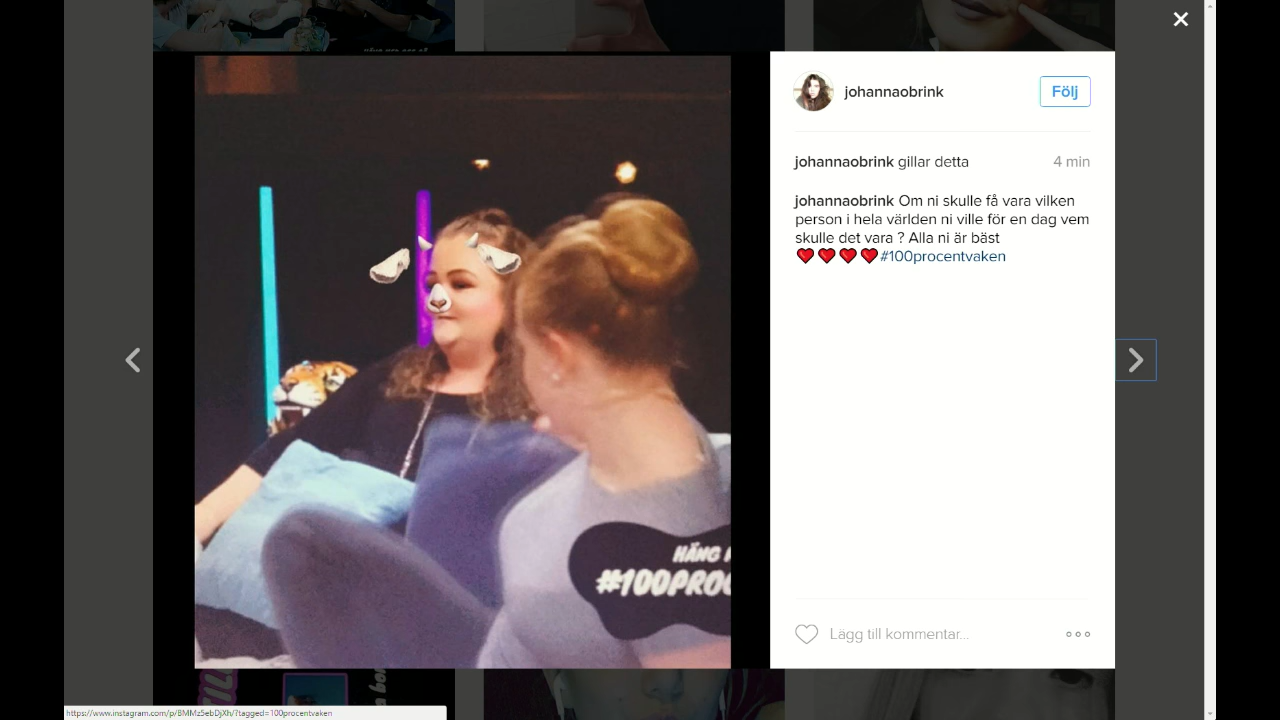 johannaobrink
Följ
johannaobrink gillar detta
4 min
johannaobrink Om ni skulle få vara vilken
person i hela världen ni ville för en dag vem
skulle det vara ? Alla ni är bäst
❤❤❤❤#100procentvaken
HÄNG
#100PROC
Lägg till kommentar...
https://www.instagram.com/p/BMMz5ebDjXh/?tagged=100procentvaken